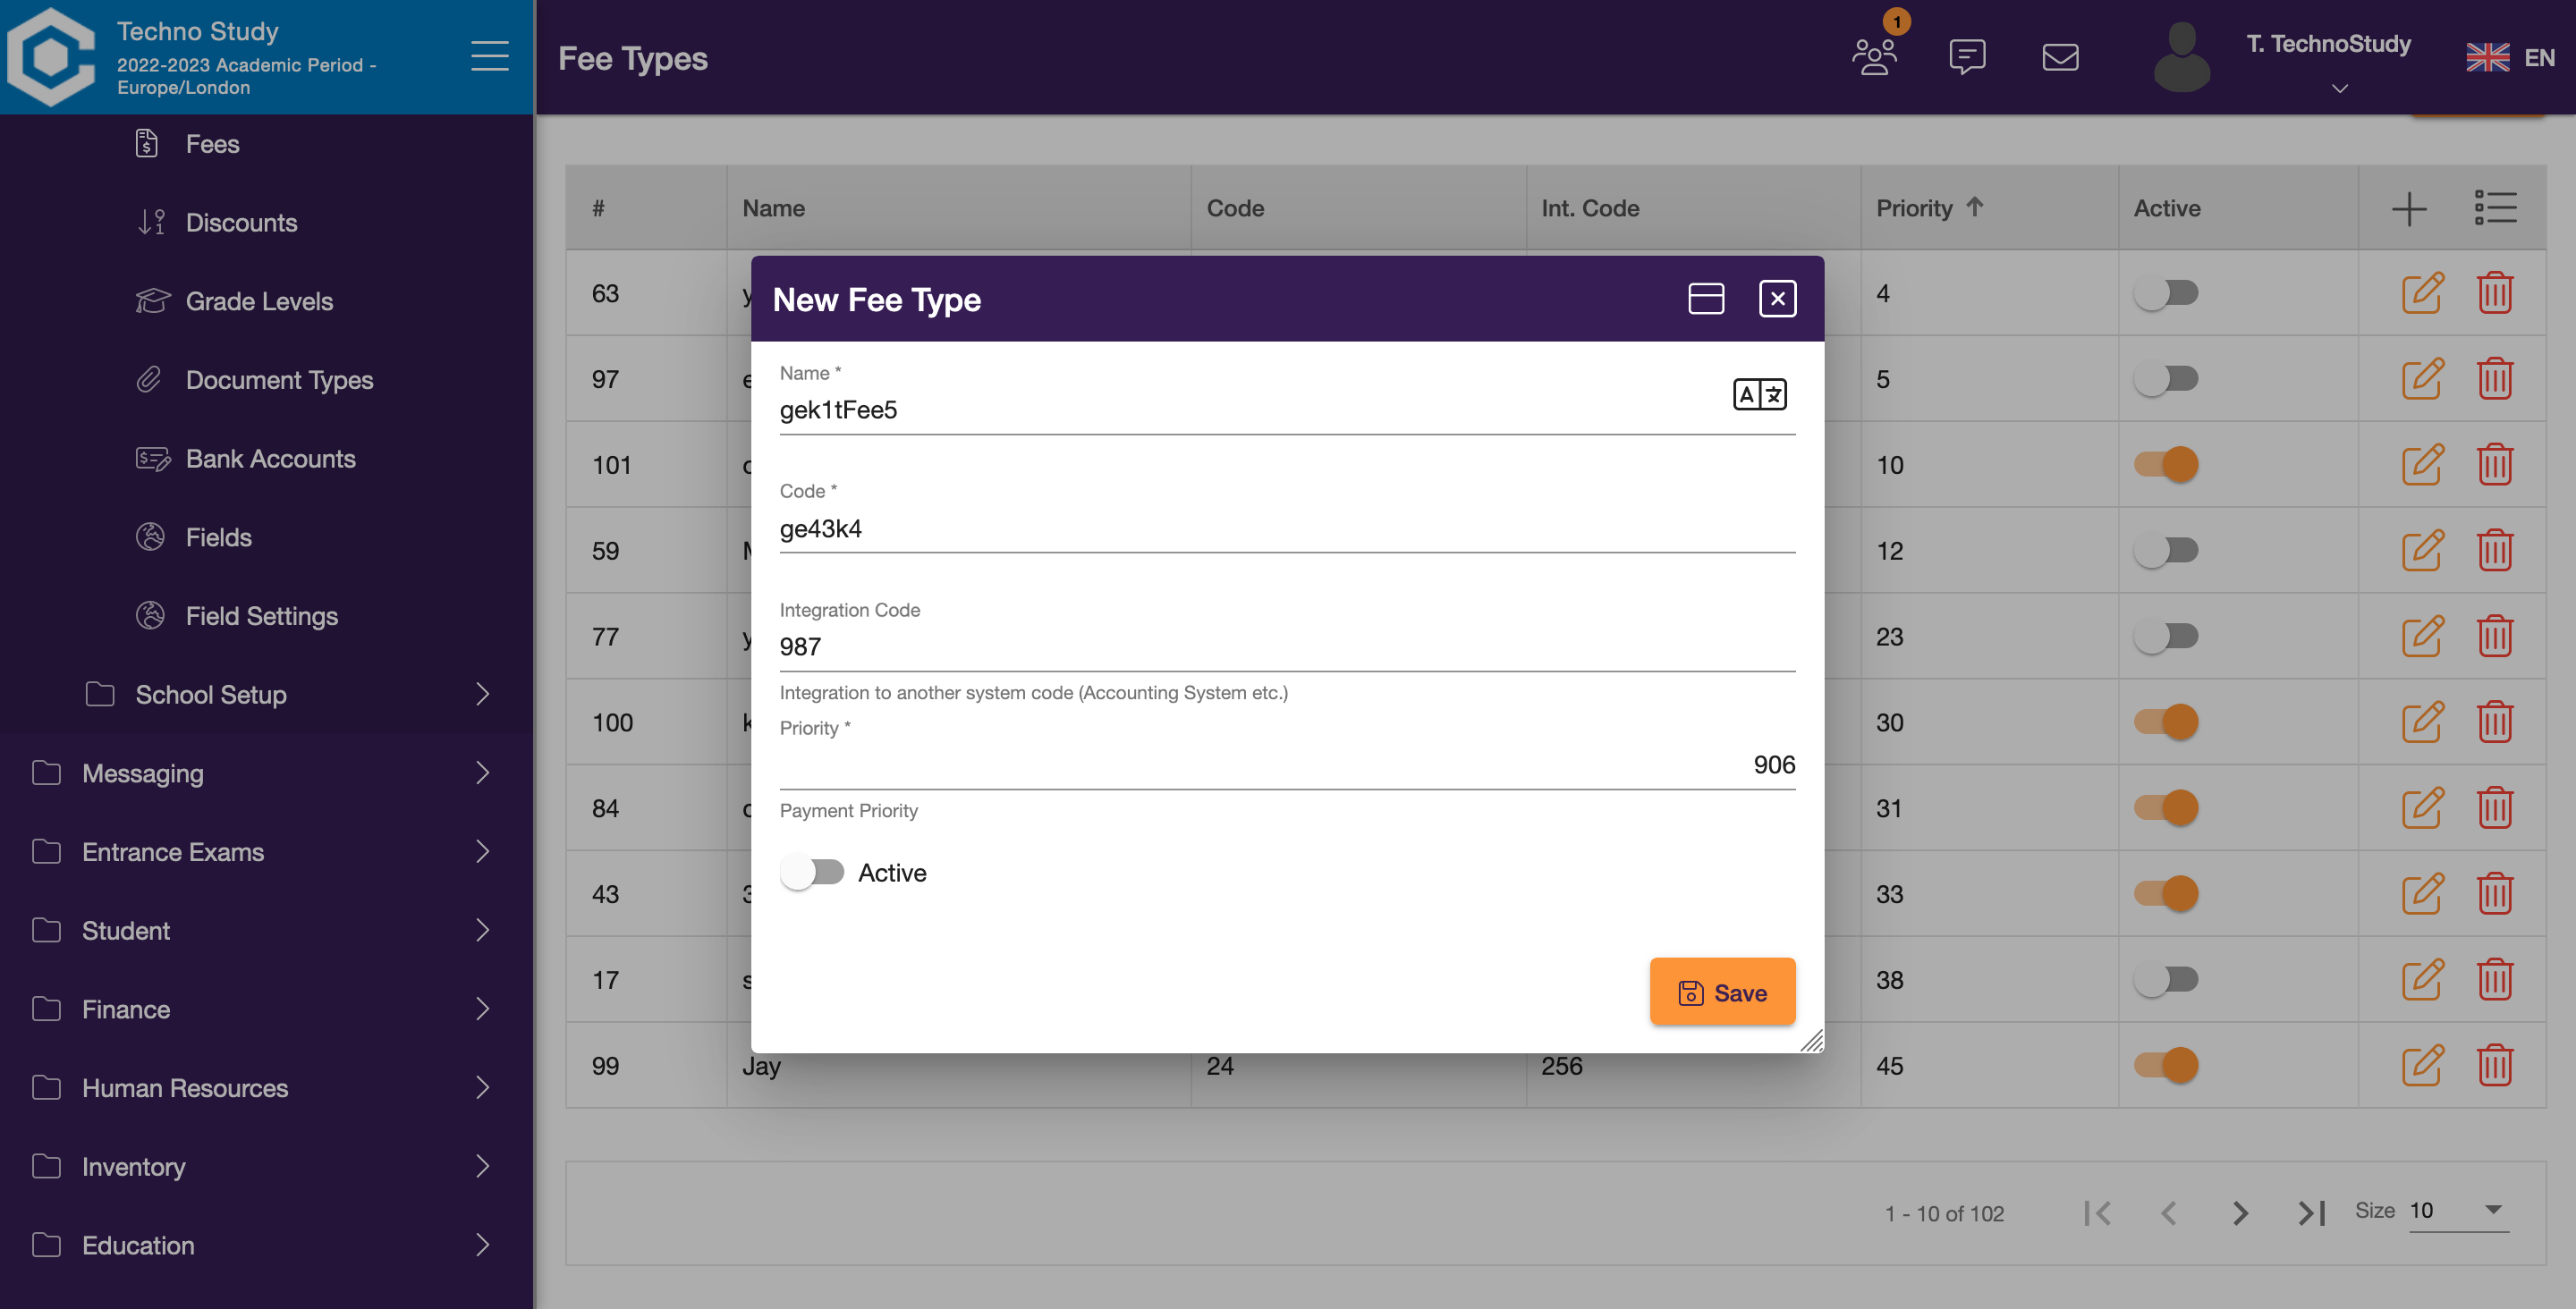 Techno Study
2022-2023 Academic Period -
Europe/London
Fee Types
1
T. TechnoStudy
EN
Fees
Discounts
Grade Levels
Document Types
Bank Accounts
Fields
Field Settings
School Setup
Messaging
Entrance Exams
Student
Finance
Human Resources
Inventory
Education
# Name Code Int. Code Priority Active
63 4
97 5
101 10
59 12
77 23
100 30
84 31
43 33
17 38
99 Jay 24 256 45
New Fee Type
Name *
gek1tFee5
Code *
ge43k4
Integration Code
987
Integration to another system code (Accounting System etc.)
Priority *
906
Payment Priority
Active
Save
1 - 10 of 102
Size 10